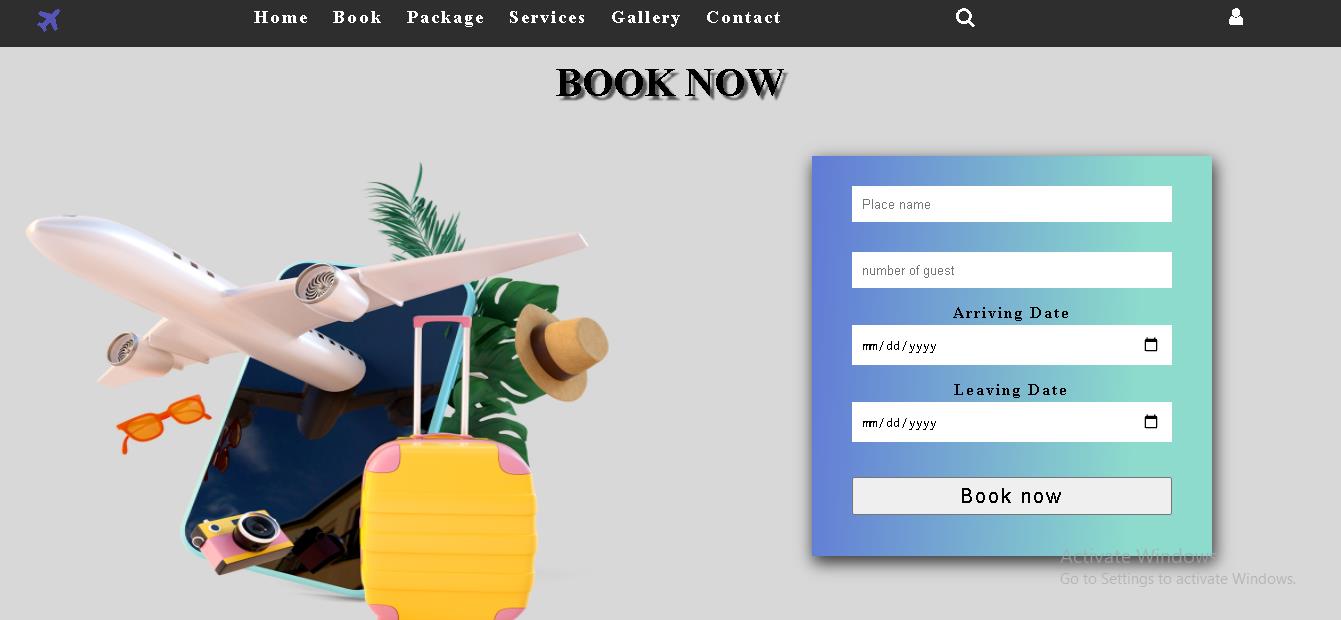 Home Book Package Services Gallery Contact
BOOK NOW
Place name
number of guest
Arriving Date
mm/dd/yyyy
Leaving Date
mm/dd/yyyy
Book now
Activate Windows
Go to Settings to activate Windows.